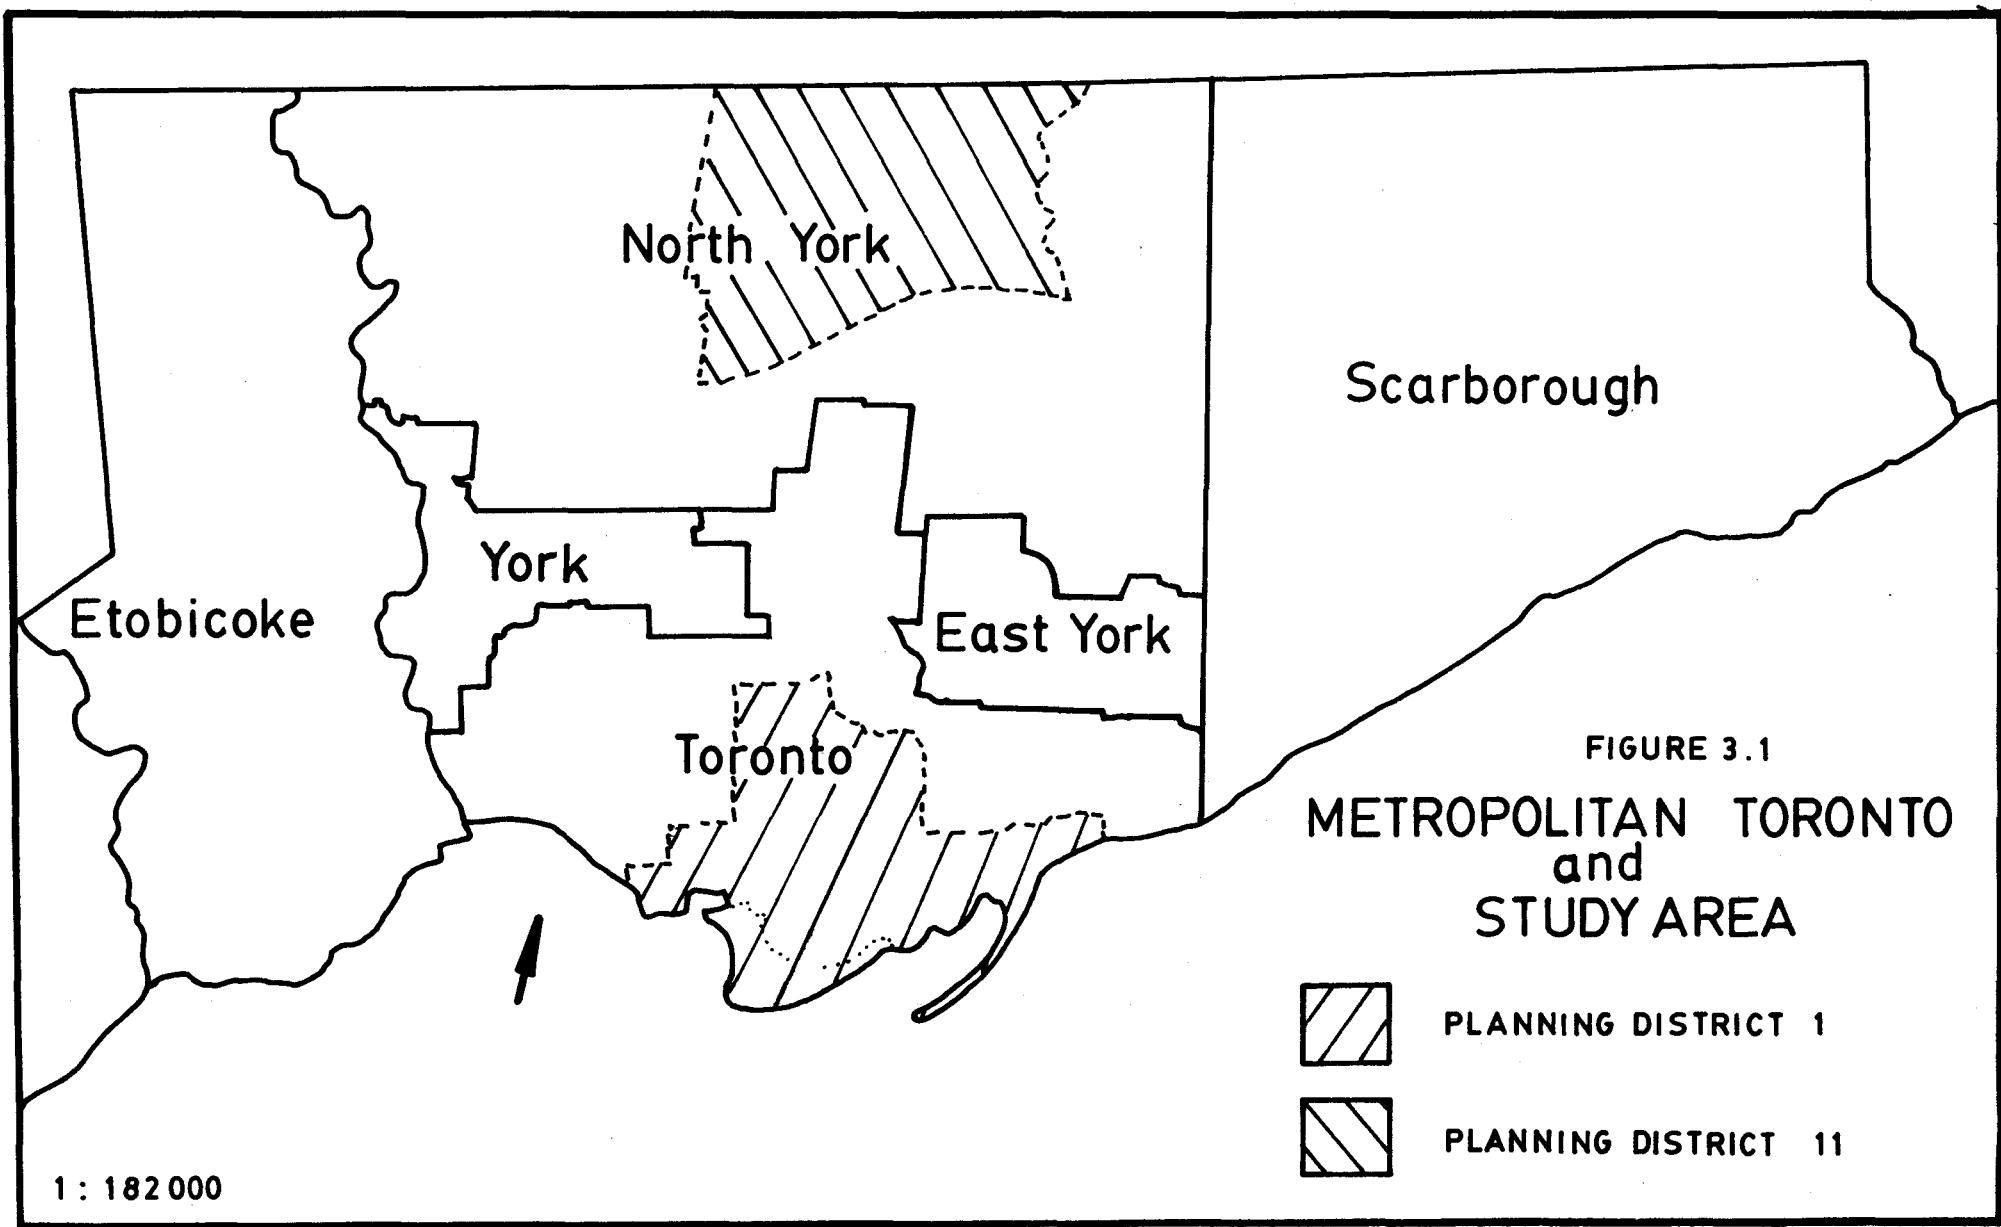 North York
Scarborough
York
Etobicoke
East York
Toronto
FIGURE 3.1
METROPOLITAN TORONTO
and
STUDY AREA
PLANNING DISTRICT 1
PLANNING DISTRICT 11
1 : 182 000